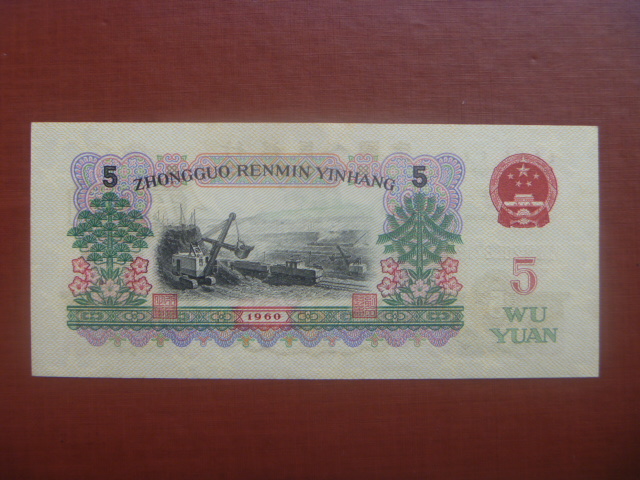 5 ZHONGGUO RENMIN YINHANG 5
1960
5
WU
YUAN